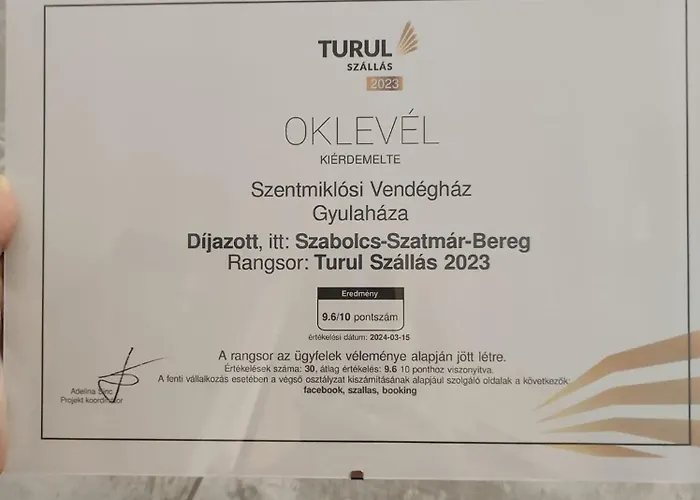 TURUL
SZÁLLÁS
2023
OKLEVÉL
KIÉRDEMELTE
Szentmiklósi Vendégház
Gyulaháza
Díjazott, itt: Szabolcs-Szatmár-Bereg
Rangsor: Turul Szállás 2023
Eredmény
9.6/10 pontszám
értékelési dátum: 2024-03-15
A rangsor az ügyfelek véleménye alapján jött létre.
Értékelések száma: 30, átlag értékelés: 9.6 10 ponthoz viszonyítva.
A fenti vállalkozás esetében a végső osztályzat kiszámításának alapjául szolgáló oldalak a következők:
facebook, szallas, booking
Adelina
Projekt koordinátor